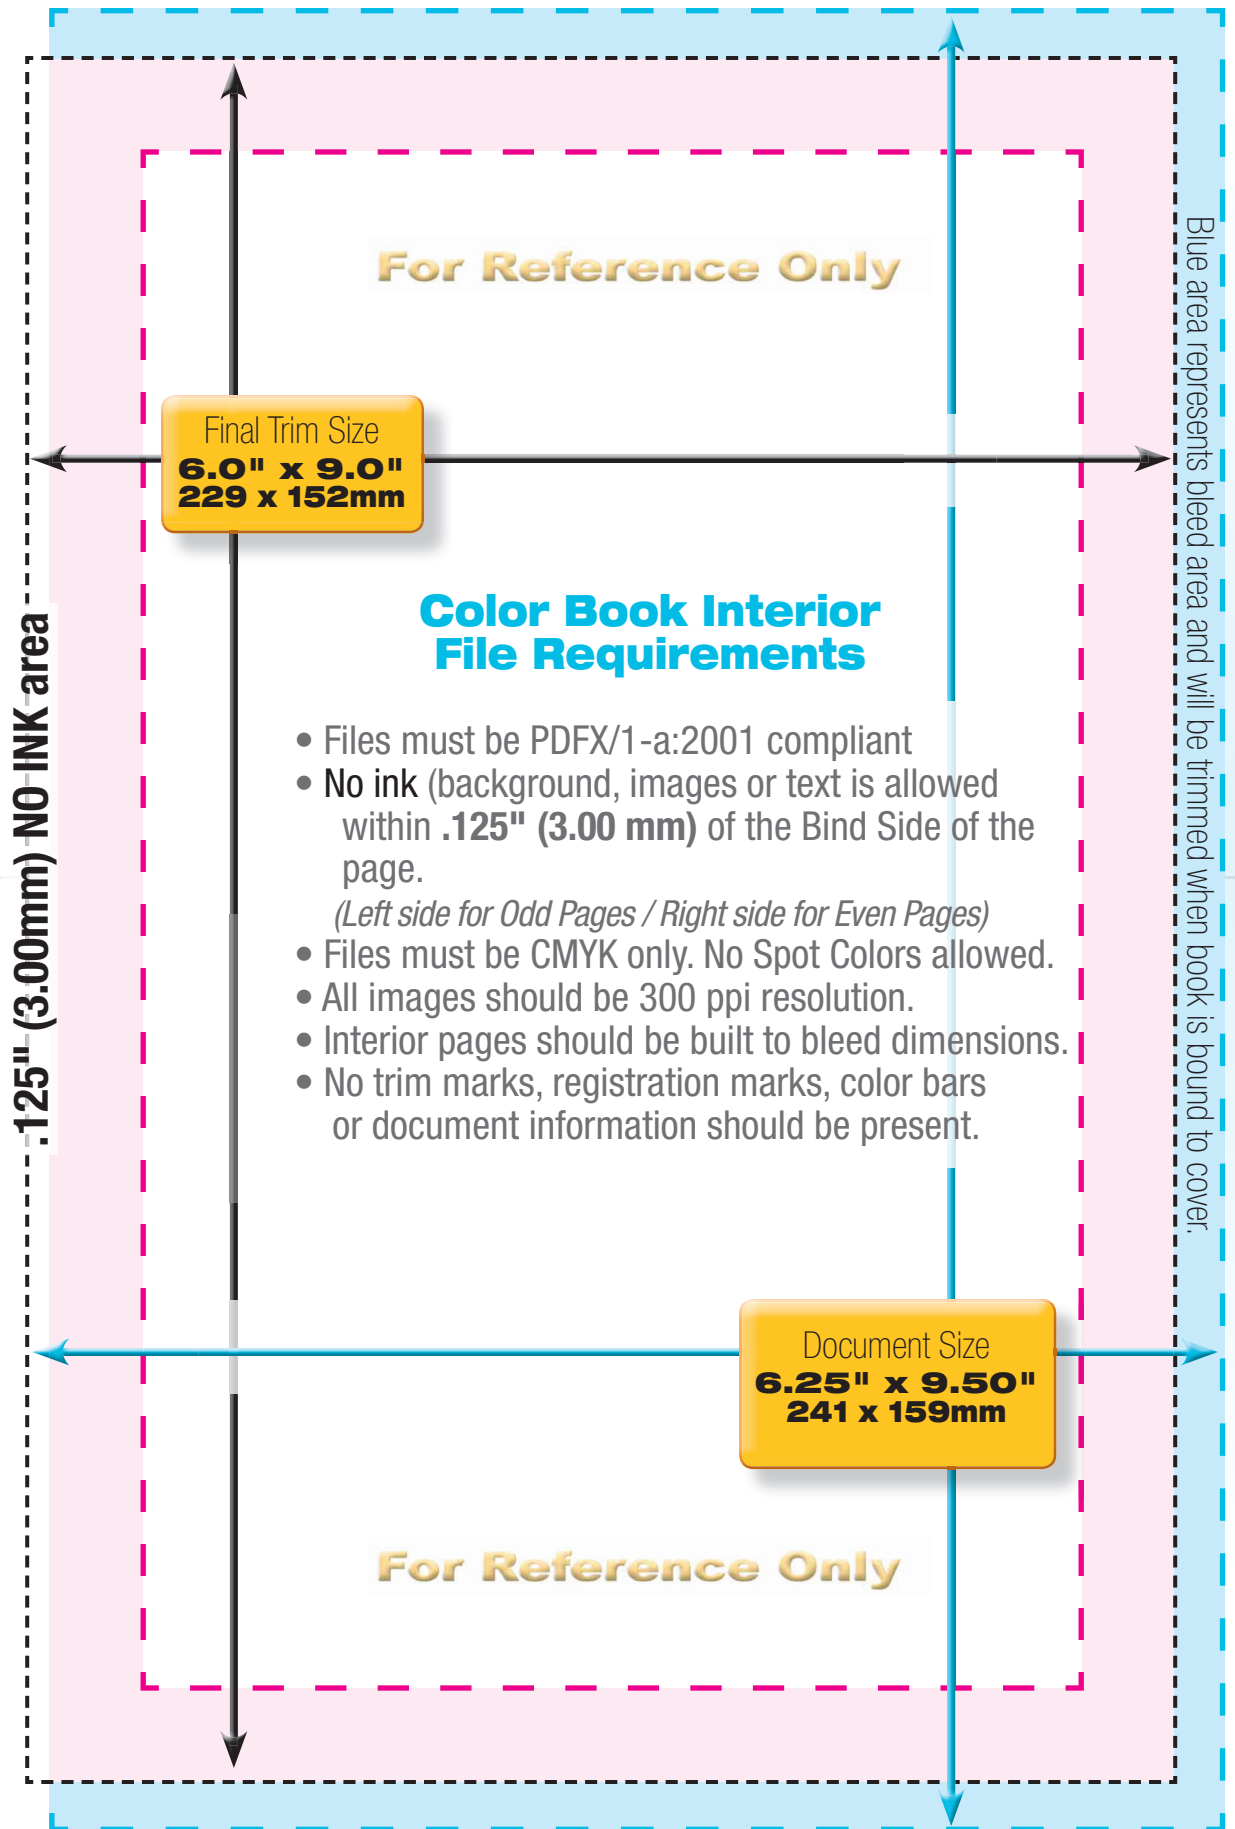 For Reference Only
Final Trim Size
6.0" x 9.0"
229 x 152mm
Color Book Interior
File Requirements
• Files must be PDFX/1-a:2001 compliant
• No ink (background, images or text is allowed
within .125" (3.00 mm) of the Bind Side of the
page.
(Left side for Odd Pages / Right side for Even Pages)
• Files must be CMYK only. No Spot Colors allowed.
• All images should be 300 ppi resolution.
• Interior pages should be built to bleed dimensions.
• No trim marks, registration marks, color bars
or document information should be present.
Document Size
6.25" x 9.50"
241 x 159mm
For Reference Only
.125" (3.00mm) NO INK area
Blue area represents bleed area and will be trimmed when book is bound to cover.